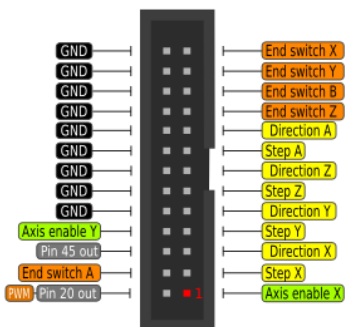 GND End switch X
GND End switch Y
GND End switch B
GND End switch Z
GND Direction A
GND Step A
GND Direction Z
GND Step Z
GND Direction Y
Axis enable Y Step Y
Pin 45 out Direction X
End switch A Step X
PWM Pin 20 out 1 Axis enable X